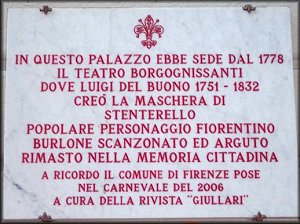 IN QUESTO PALAZZO EBBE SEDE DAL 1778
IL TEATRO BORGOGNISSANTI
DOVE LUIGI DEL BUONO 1751 - 1832
CREÒ LA MASCHERA DI
STENTERELLO
POPOLARE PERSONAGGIO FIORENTINO
BURLONE SCANZONATO ED ARGUTO
RIMASTO NELLA MEMORIA CITTADINA
A RICORDO IL COMUNE DI FIRENZE POSE
NEL CARNEVALE DEL 2006
A CURA DELLA RIVISTA "GIULLARI"